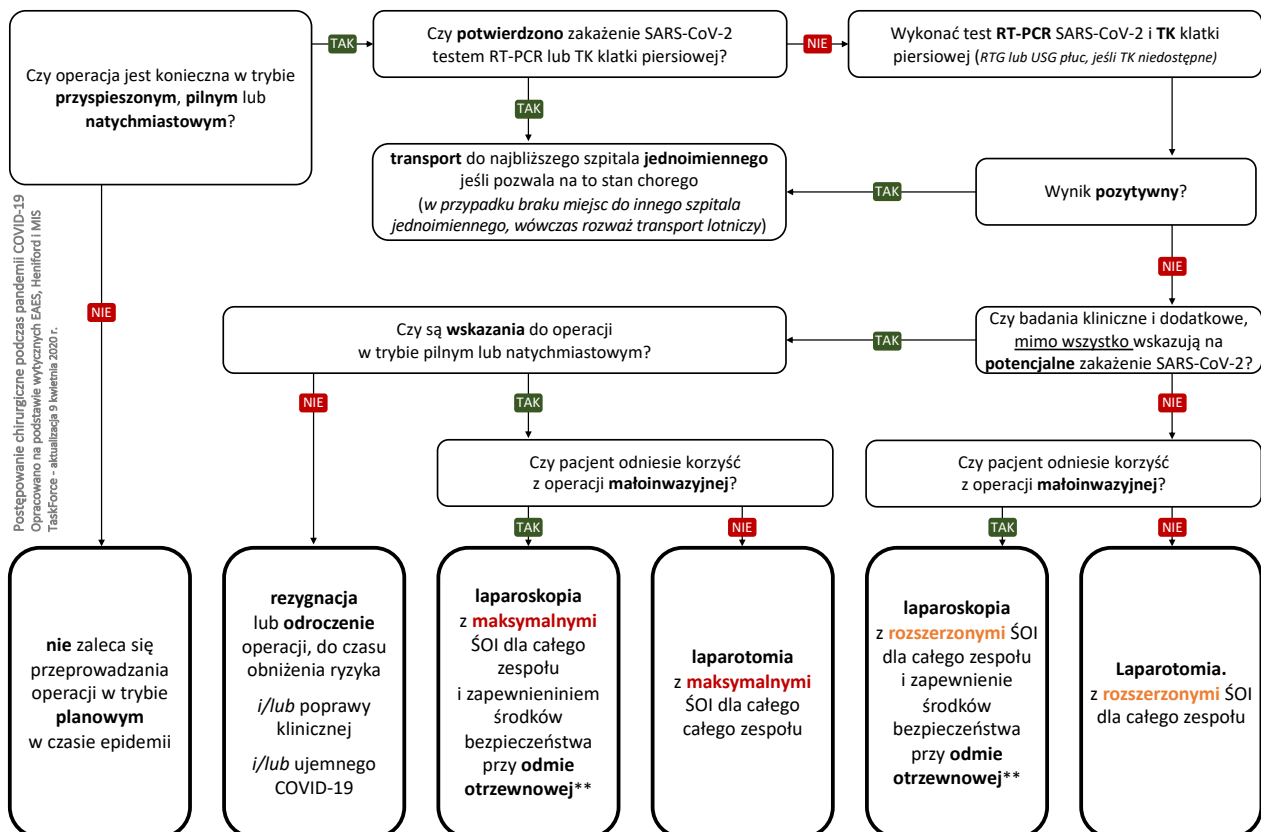 Czy operacja jest konieczna w trybie
przyspieszonym, pilnym lub
natychmiastowym?
TAK
Czy potwierdzono zakażenie SARS-CoV-2
testem RT-PCR lub TK klatki piersiowej?
NIE
Wykonać test RT-PCR SARS-CoV-2 i TK klatki
piersiowej (RTG lub USG płuc, jeśli TK niedostępne)
TAK
transport do najbliższego szpitala jednoimiennego
jeśli pozwala na to stan chorego
(w przypadku braku miejsc do innego szpitala
jednoimiennego, wówczas rozważ transport lotniczy)
TAK
Wynik pozytywny?
NIE
Postępowanie chirurgiczne podczas pandemii COVID-19
Opracowano na podstawie wytycznych EAES, Heniford i MIS
TaskForce - aktualizacja 9 kwietnia 2020 r.
NIE
Czy są wskazania do operacji
w trybie pilnym lub natychmiastowym?
TAK
Czy badania kliniczne i dodatkowe,
mimo wszystko wskazują na
potencjalne zakażenie SARS-CoV-2?
NIE
TAK
NIE
Czy pacjent odniesie korzyść
z operacji małoinwazyjnej?
Czy pacjent odniesie korzyść
z operacji małoinwazyjnej?
TAK
NIE
TAK
NIE
nie zaleca się
przeprowadzania
operacji w trybie
planowym
w czasie epidemii
rezygnacja
lub odroczenie
operacji, do czasu
obniżenia ryzyka
i/lub poprawy
klinicznej
i/lub ujemnego
COVID-19
laparoskopia
z maksymalnymi
ŚOI dla całego
zespołu
i zapewnieniniem
środków
bezpieczeństwa
przy odmie
otrzewnowej**
laparotomia
z maksymalnymi
ŚOI dla całego
całego zespołu
laparoskopia
z rozszerzonymi ŚOI
dla całego zespołu
i zapewnienie
środków
bezpieczeństwa
przy odmie
otrzewnowej**
Laparotomia.
z rozszerzonymi ŚOI
dla całego zespołu